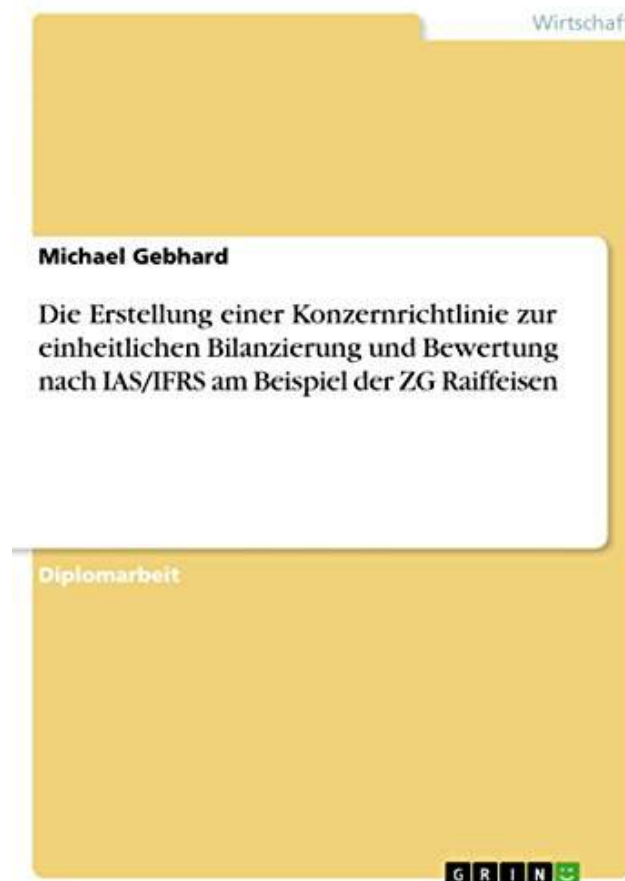 Wirtschaf
Michael Gebhard
Die Erstellung einer Konzernrichtlinie zur
einheitlichen Bilanzierung und Bewertung
nach IAS/IFRS am Beispiel der ZG Raiffeisen
Diplomarbeit
GRIN